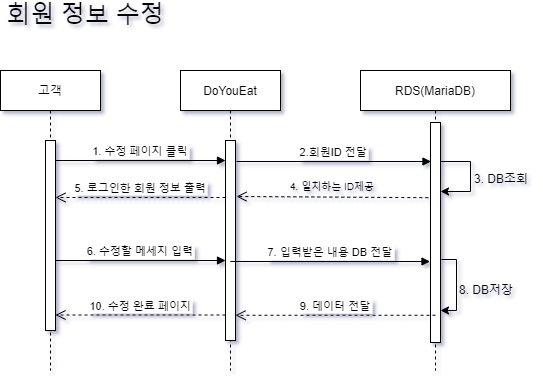 회원 정보 수정
고객
DoYouEat
RDS(MariaDB)
1. 수정 페이지 클릭
2.회원ID 전달
3. DB조회
4. 일치하는 ID제공
5. 로그인한 회원 정보 출력
6. 수정할 메세지 입력
7. 입력받은 내용 DB 전달
8. DB저장
9. 데이터 전달
10. 수정 완료 페이지